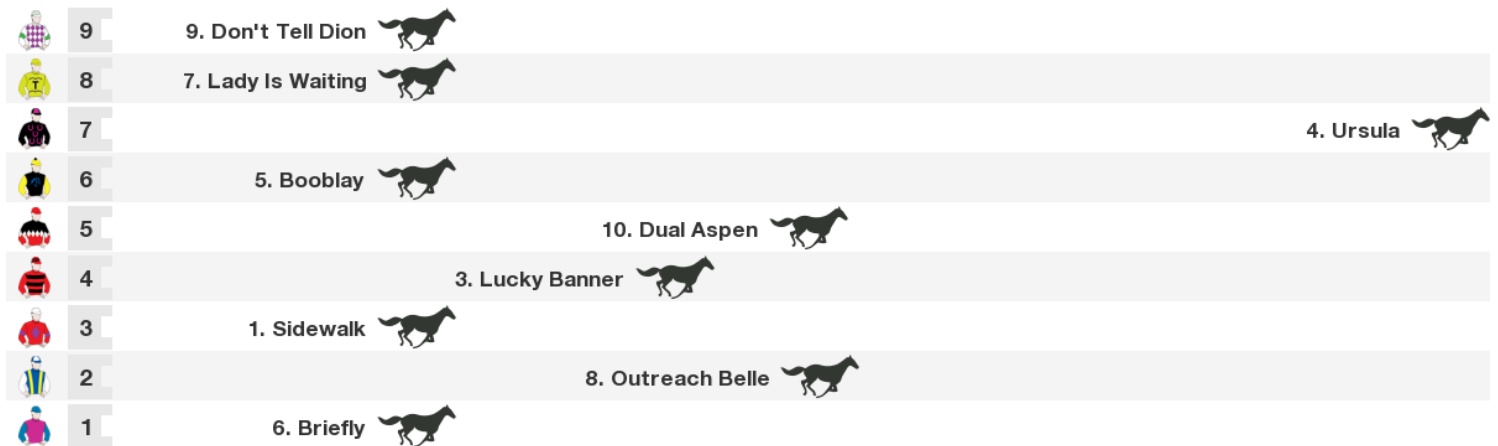 9 9. Don't Tell Dion
8 7. Lady Is Waiting
7 4. Ursula
6 5. Booblay
5 10. Dual Aspen
4 3. Lucky Banner
3 1. Sidewalk
2 8. Outreach Belle
1 6. Briefly